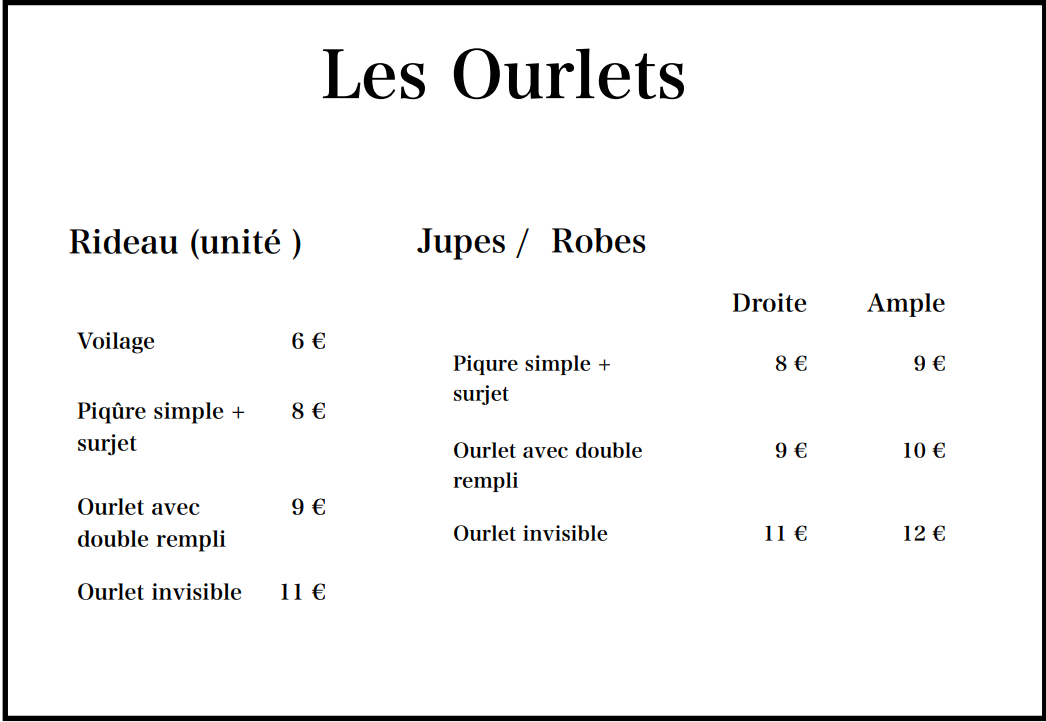 Les Ourlets
Rideau (unité )
Voilage 6 €
Piqûre simple + 8 €
surjet
Ourlet avec 9 €
double rempli
Ourlet invisible 11 €
Jupes / Robes
Droite Ample
Piqure simple + 8 € 9 €
surjet
Ourlet avec double 9 € 10 €
rempli
Ourlet invisible 11 € 12 €